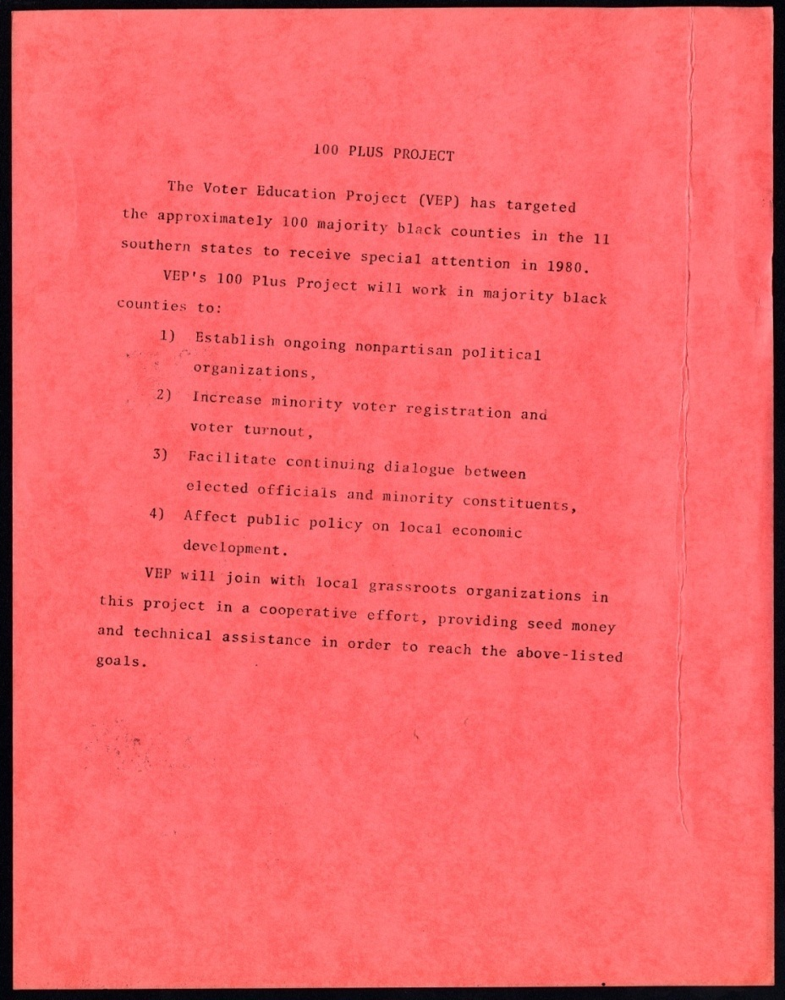 100 PLUS PROJECT
The Voter Education Project (VEP) has targeted
the approximately 100 majority black counties in the 11
southern states to receive special attention in 1980.
VEP's 100 Plus Project will work in majority black
counties to:
1) Establish ongoing nonpartisan political
organizations,
2) Increase minority voter registration and
voter turnout,
3) Facilitate continuing dialogue between
elected officials and minority constituents,
4) Affect public policy on local economic
development.
VEP will join with local grassroots organizations in
this project in a cooperative effort, providing seed money
and technical assistance in order to reach the above-listed
goals.